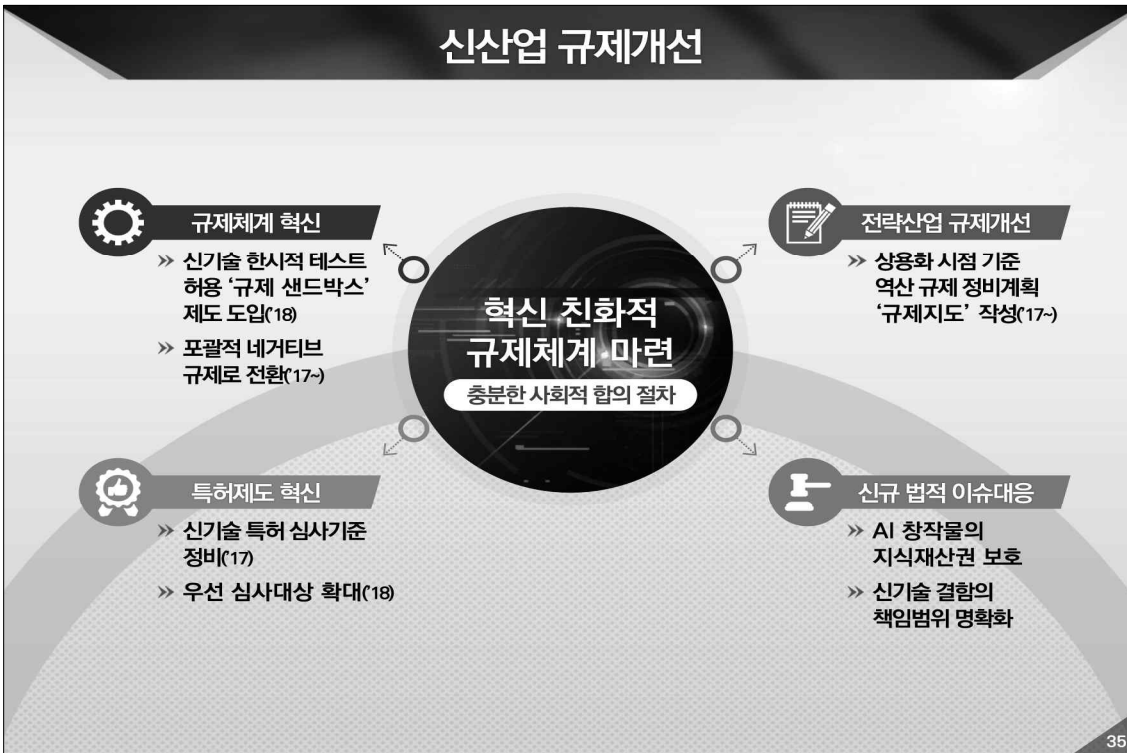 신산업 규제개선
규제체계 혁신
» 신기술 한시적 테스트
허용 ‘규제 샌드박스’
제도 도입(’18)
» 포괄적 네거티브
규제로 전환(’17~)
혁신 친화적
규제체계 마련
충분한 사회적 합의 절차
전략산업 규제개선
» 상용화 시점 기준
역산 규제 정비계획
‘규제지도’ 작성(’17~)
특허제도 혁신
» 신기술 특허 심사기준
정비(’17)
» 우선 심사대상 확대(’18)
신규 법적 이슈대응
» AI 창작물의
지식재산권 보호
» 신기술 결함의
책임범위 명확화
35